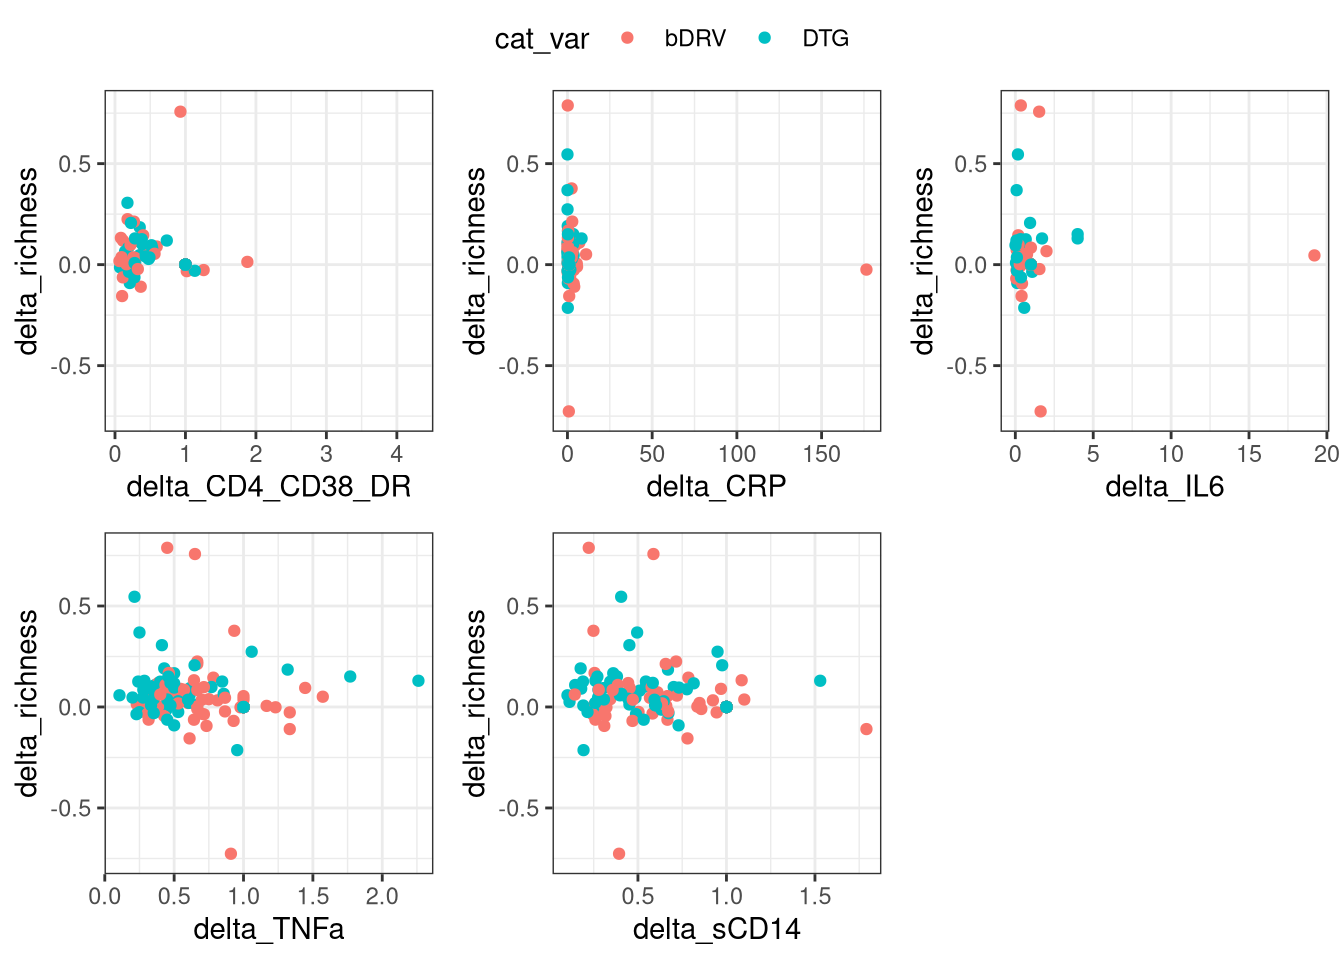 cat_var bDRV DTG
delta_richness
0.5
0.0
-0.5
0 1 2 3 4
delta_CD4_CD38_DR
delta_richness
0.5
0.0
-0.5
0 50 100 150
delta_CRP
delta_richness
0.5
0.0
-0.5
0 5 10 15 20
delta_IL6
delta_richness
0.5
0.0
-0.5
0.0 0.5 1.0 1.5 2.0
delta_TNFa
delta_richness
0.5
0.0
-0.5
0.5 1.0 1.5
delta_sCD14